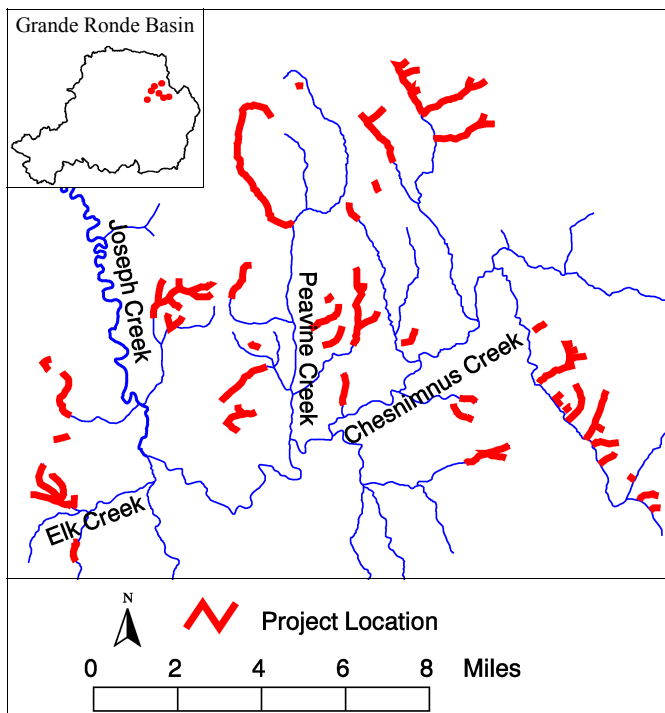 Grande Ronde Basin
Joseph Creek
Peavine Creek
Chesnimnus Creek
Elk Creek
N
Project Location
0 2 4 6 8 Miles